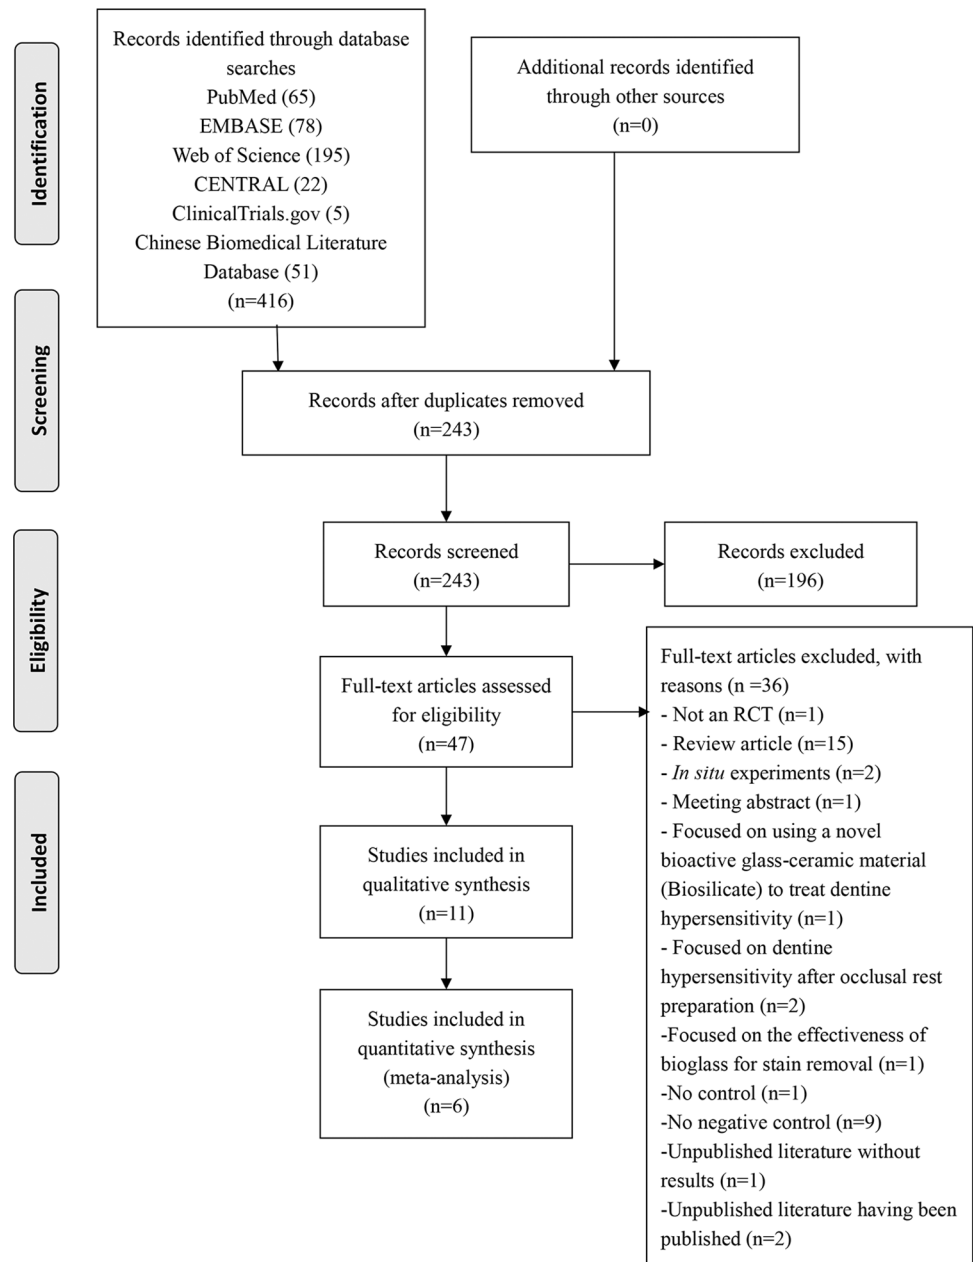 Identification
Records identified through database
searches
PubMed (65)
EMBASE (78)
Web of Science (195)
CENTRAL (22)
ClinicalTrials.gov (5)
Chinese Biomedical Literature
Database (51)
(n=416)
Additional records identified
through other sources
(n=0)
Screening
Records after duplicates removed
(n=243)
Records screened
(n=243)
Records excluded
(n=196)
Eligibility
Full-text articles assessed
for eligibility
(n=47)
Full-text articles excluded, with
reasons (n =36)
- Not an RCT (n=1)
- Review article (n=15)
- In situ experiments (n=2)
- Meeting abstract (n=1)
- Focused on using a novel
bioactive glass-ceramic material
(Biosilicate) to treat dentine
hypersensitivity (n=1)
- Focused on dentine
hypersensitivity after occlusal rest
preparation (n=2)
-Focused on the effectiveness of
bioglass for stain removal (n=1)
-No control (n=1)
-No negative control (n=9)
-Unpublished literature without
results (n=1)
-Unpublished literature having been
published (n=2)
Included
Studies included in
qualitative synthesis
(n=11)
Studies included in
quantitative synthesis
(meta-analysis)
(n=6)